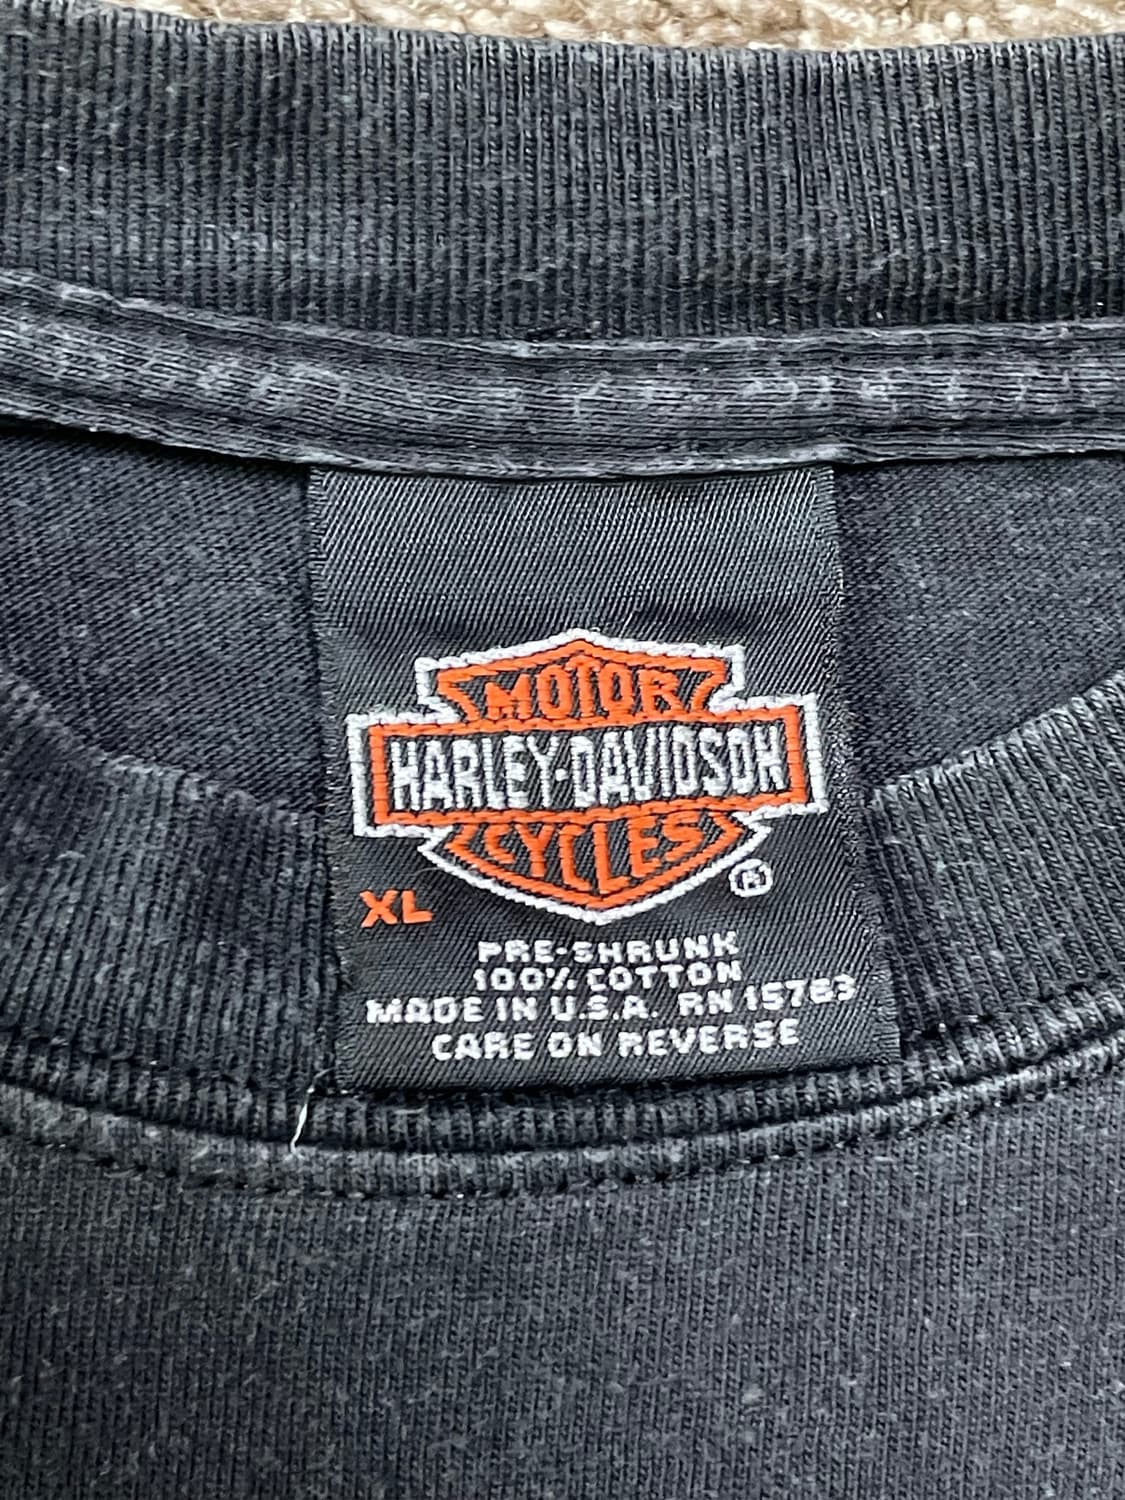 MOTOR
HARLEY-DAVIDSON
CYCLES
®
XL
PRE-SHRUNK
100% COTTON
MADE IN U.S.A. RN 15763
CARE ON REVERSE